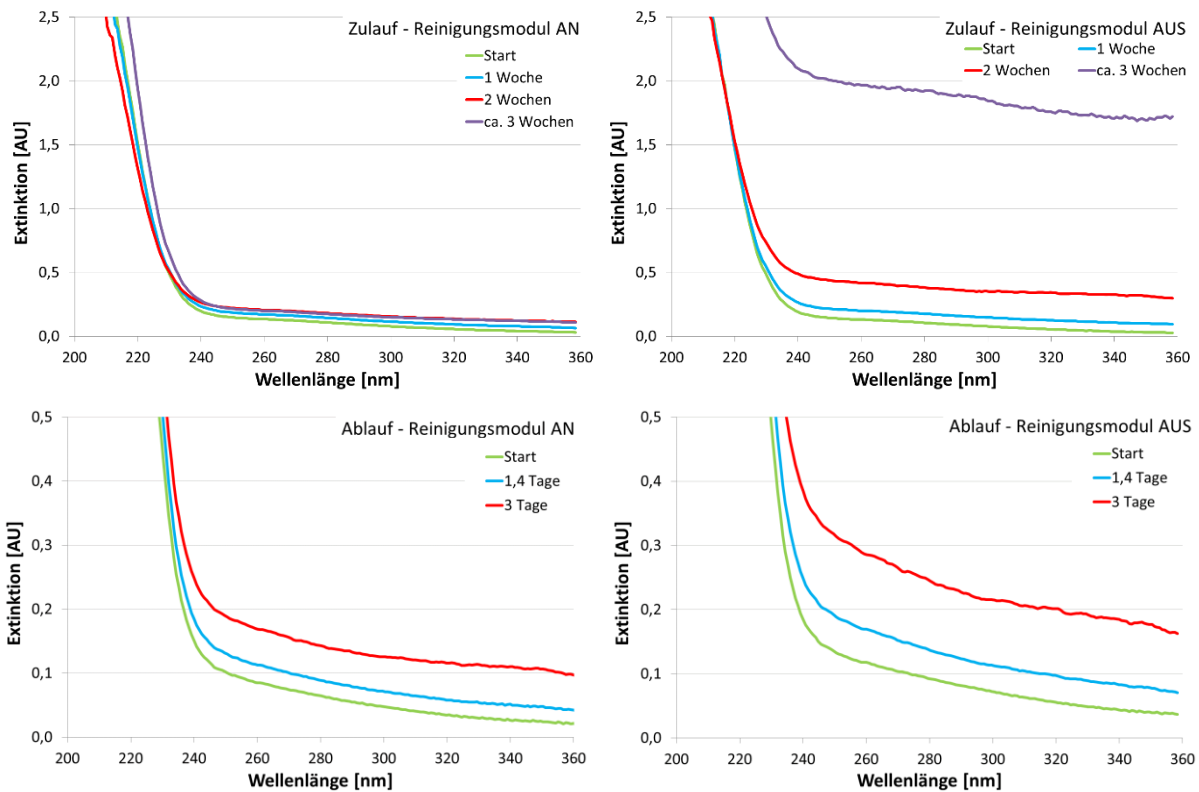 Zulauf - Reinigungsmodul AN
Start
1 Woche
2 Wochen
ca. 3 Wochen
2,5
2,0
1,5
1,0
0,5
0,0
Extinktion [AU]
200 220 240 260 280 300 320 340 360
Wellenlänge [nm]
Zulauf - Reinigungsmodul AUS
Start 1 Woche
2 Wochen ca. 3 Wochen
2,5
2,0
1,5
1,0
0,5
0,0
Extinktion [AU]
200 220 240 260 280 300 320 340 360
Wellenlänge [nm]
Ablauf - Reinigungsmodul AN
Start
1,4 Tage
3 Tage
0,5
0,4
0,3
0,2
0,1
0,0
Extinktion [AU]
200 220 240 260 280 300 320 340 360
Wellenlänge [nm]
Ablauf - Reinigungsmodul AUS
Start
1,4 Tage
3 Tage
0,5
0,4
0,3
0,2
0,1
0,0
Extinktion [AU]
200 220 240 260 280 300 320 340 360
Wellenlänge [nm]